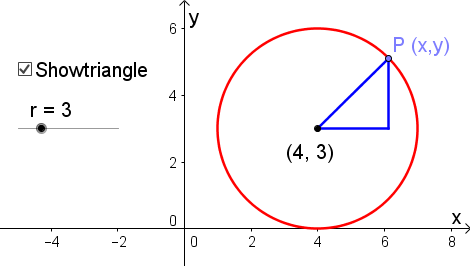 y
6
P (x,y)
Showtriangle
4
r = 3
(4, 3)
2
0
x
−4 −2 0 2 4 6 8